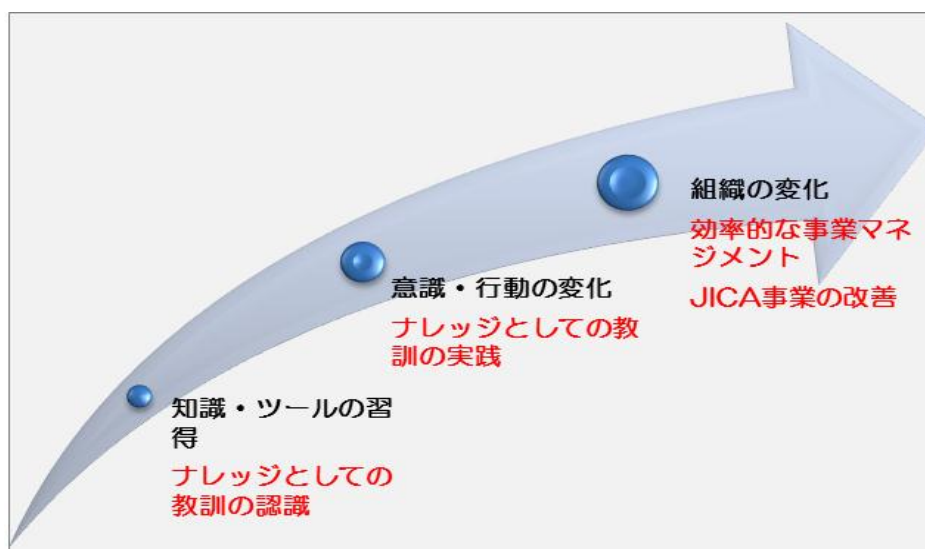 組織の変化
効率的な事業マネ
ジメント
JICA事業の改善
意識・行動の変化
ナレッジとしての教
訓の実践
知識・ツールの習
得
ナレッジとしての
教訓の認識